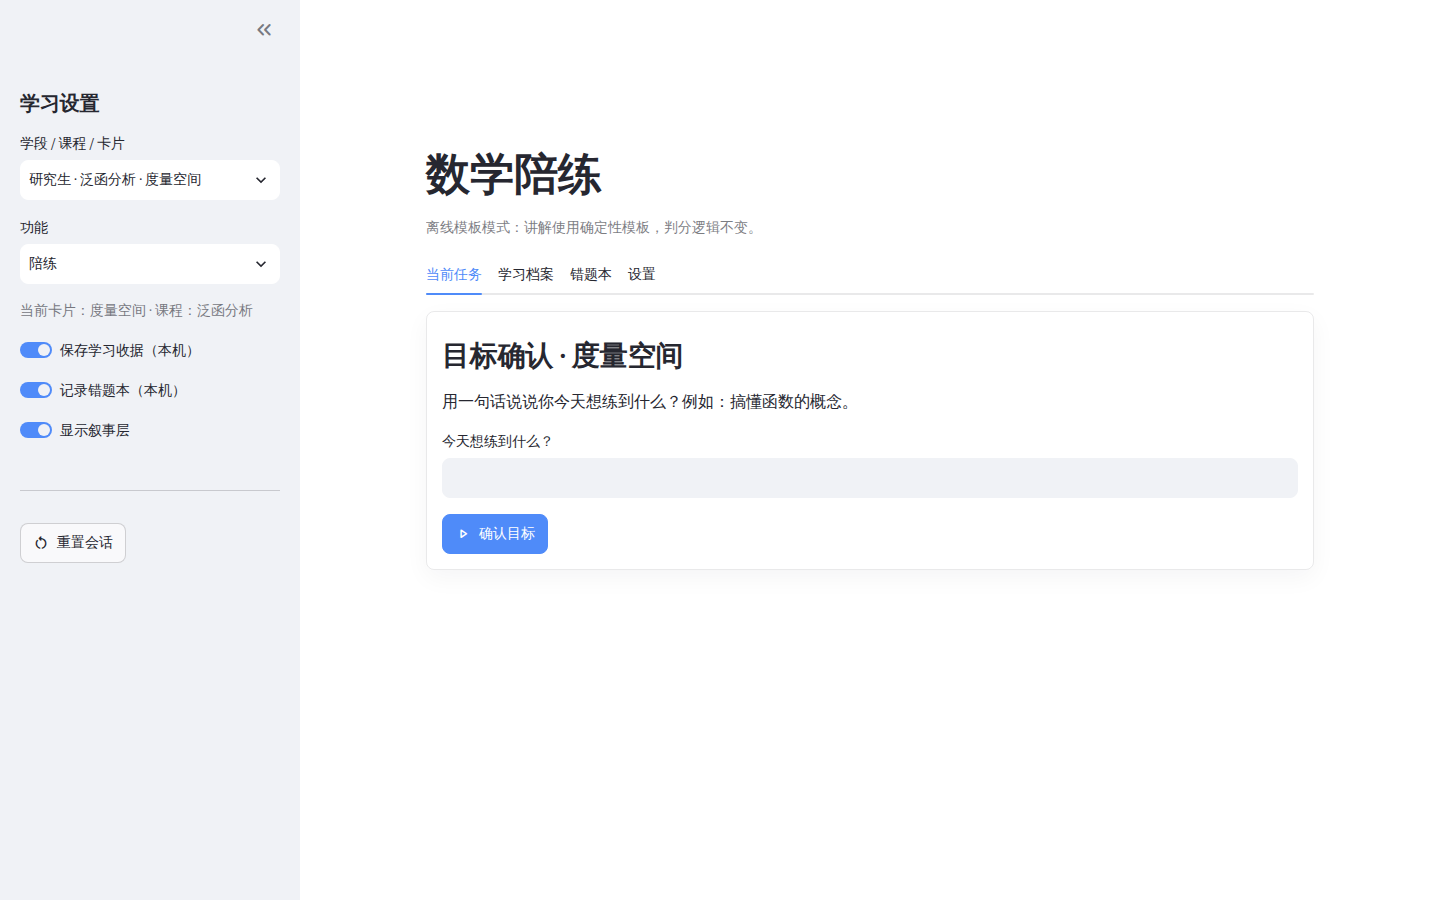 学习设置
学段 / 课程 / 卡片
研究生 · 泛函分析 · 度量空间
功能
陪练
当前卡片：度量空间 · 课程：泛函分析
保存学习收据（本机）
记录错题本（本机）
显示叙事层
重置会话
数学陪练
离线模板模式：讲解使用确定性模板，判分逻辑不变。
当前任务 学习档案 错题本 设置
目标确认 · 度量空间
用一句话说说你今天想练到什么？例如：搞懂函数的概念。
今天想练到什么？
确认目标